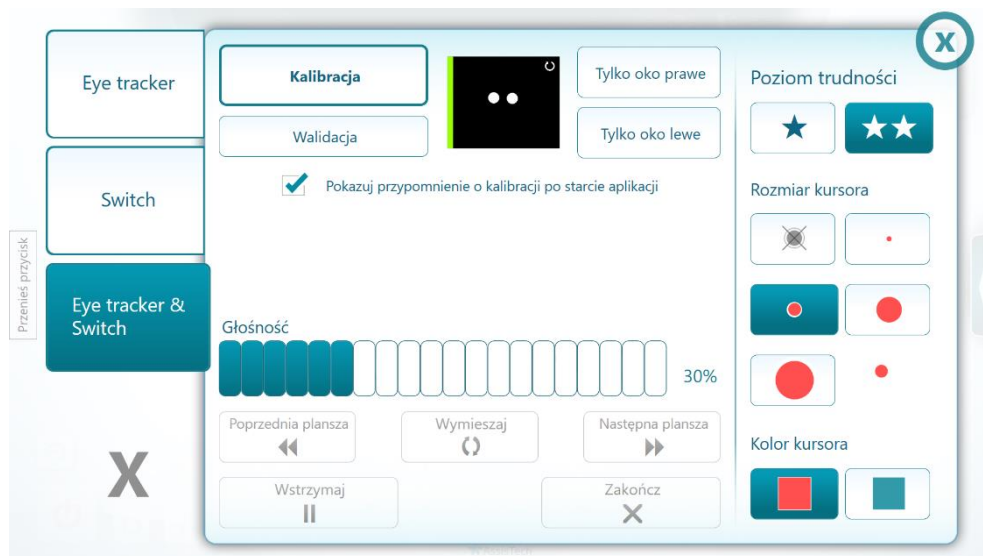 X
Eye tracker
Switch
Eye tracker &
Switch
Przenieś przycisk
X
Kalibracja
Walidacja
Tylko oko prawe
Tylko oko lewe
Pokazuj przypomnienie o kalibracji po starcie aplikacji
Głośność
30%
Poprzednia plansza
Wymieszaj
Następna plansza
Wstrzymaj
Zakończ
Poziom trudności
Rozmiar kursora
Kolor kursora